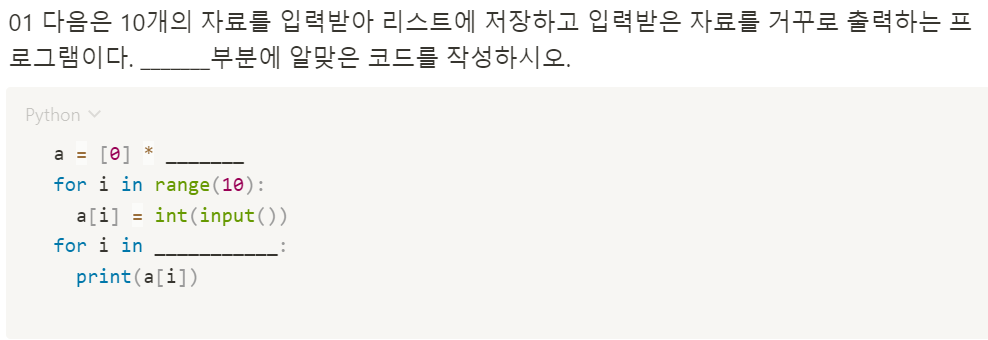 01 다음은 10개의 자료를 입력받아 리스트에 저장하고 입력받은 자료를 거꾸로 출력하는 프
로그램이다. _______부분에 알맞은 코드를 작성하시오.
Python
a = [0] * _______
for i in range(10):
  a[i] = int(input())
for i in ___________:
  print(a[i])